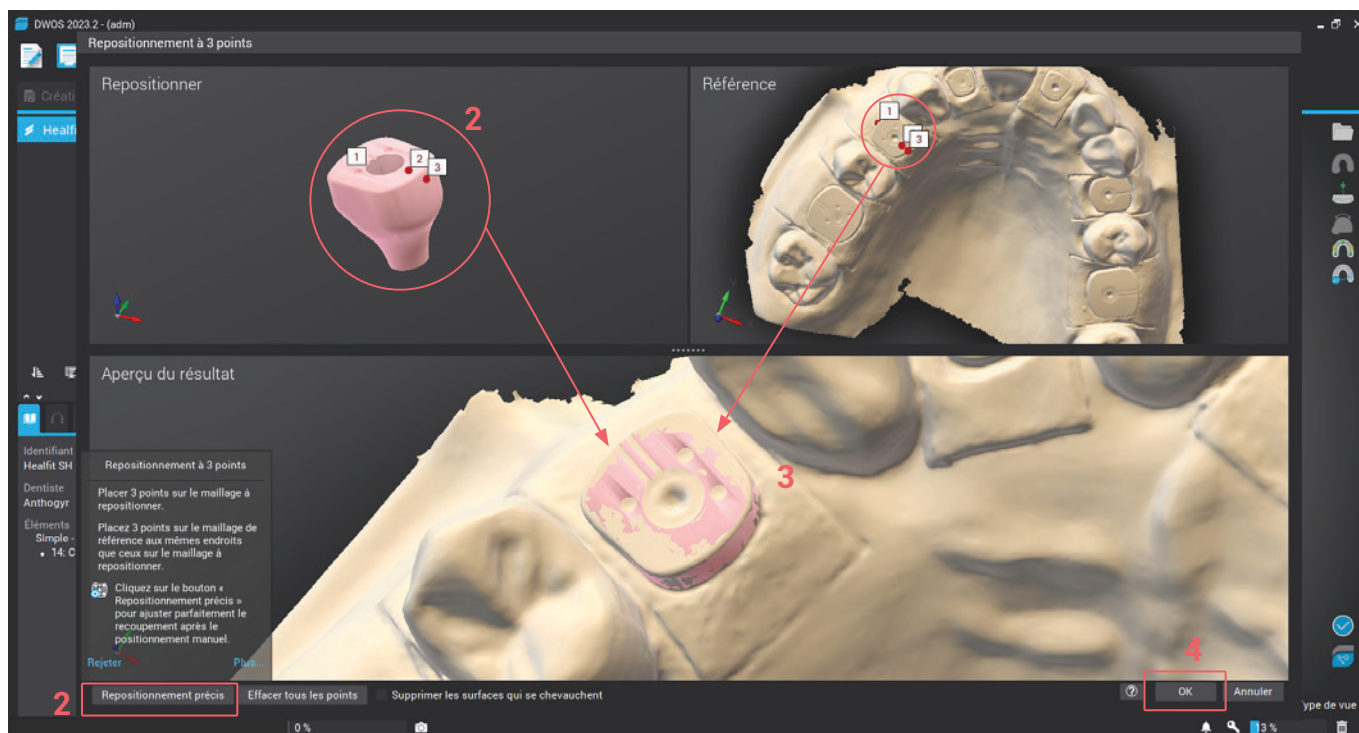 DWOS 2023.2 - (adm)
Repositionnement à 3 points
Créati
Healfi
Repositionner
Référence
2
1
2
3
1
3
Aperçu du résultat
3
Identifiant
Healfit SH
Dentiste
Anthogyr
Éléments
Simple -
14: C
Repositionnement à 3 points
Placer 3 points sur le maillage à
repositionner.
Placez 3 points sur le maillage de
référence aux mêmes endroits
que ceux sur le maillage à
repositionner.
Cliquez sur le bouton «
Repositionnement précis »
pour ajuster parfaitement le
recoupement après le
positionnement manuel.
Rejeter Plus...
4
2
Repositionnement précis Effacer tous les points Supprimer les surfaces qui se chevauchent
? OK Annuler
ype de vue
0 %
13 %